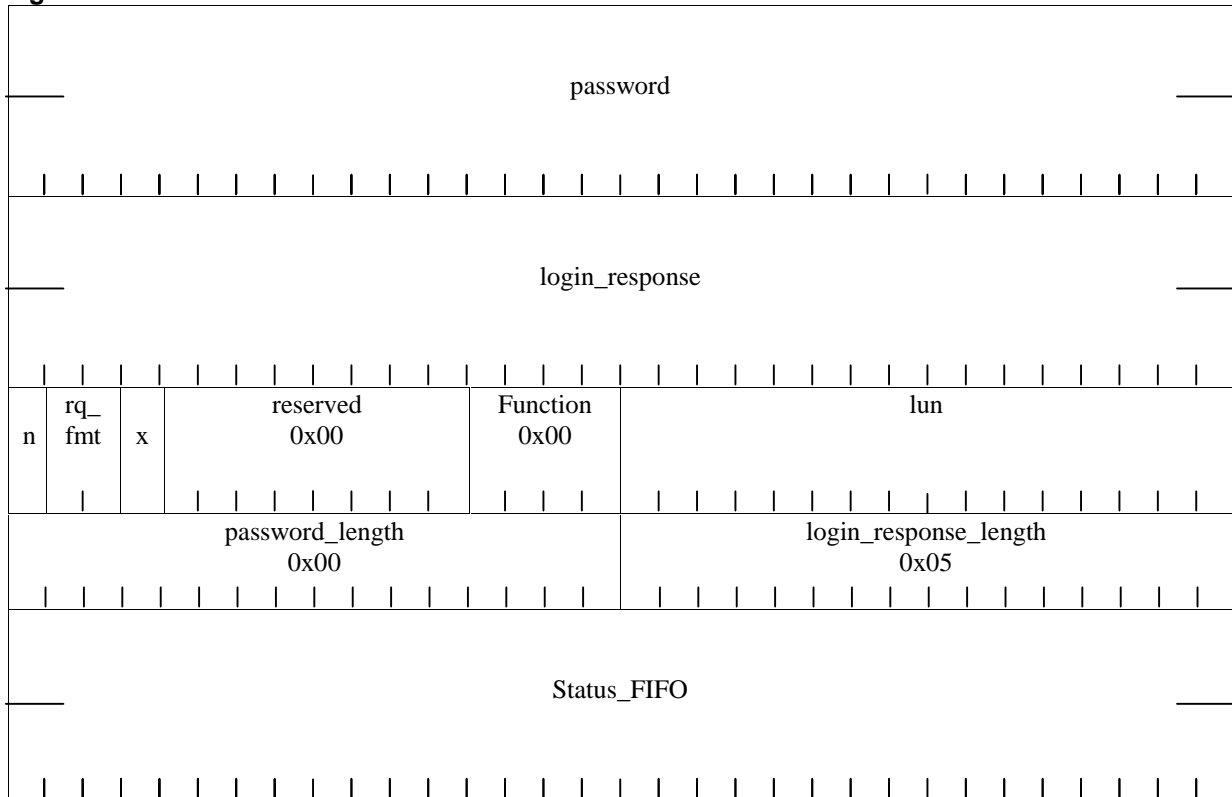 password
login_response
n rq_ x reserved Function lun
fmt 0x00 0x00
password_length login_response_length
0x00 0x05
Status_FIFO